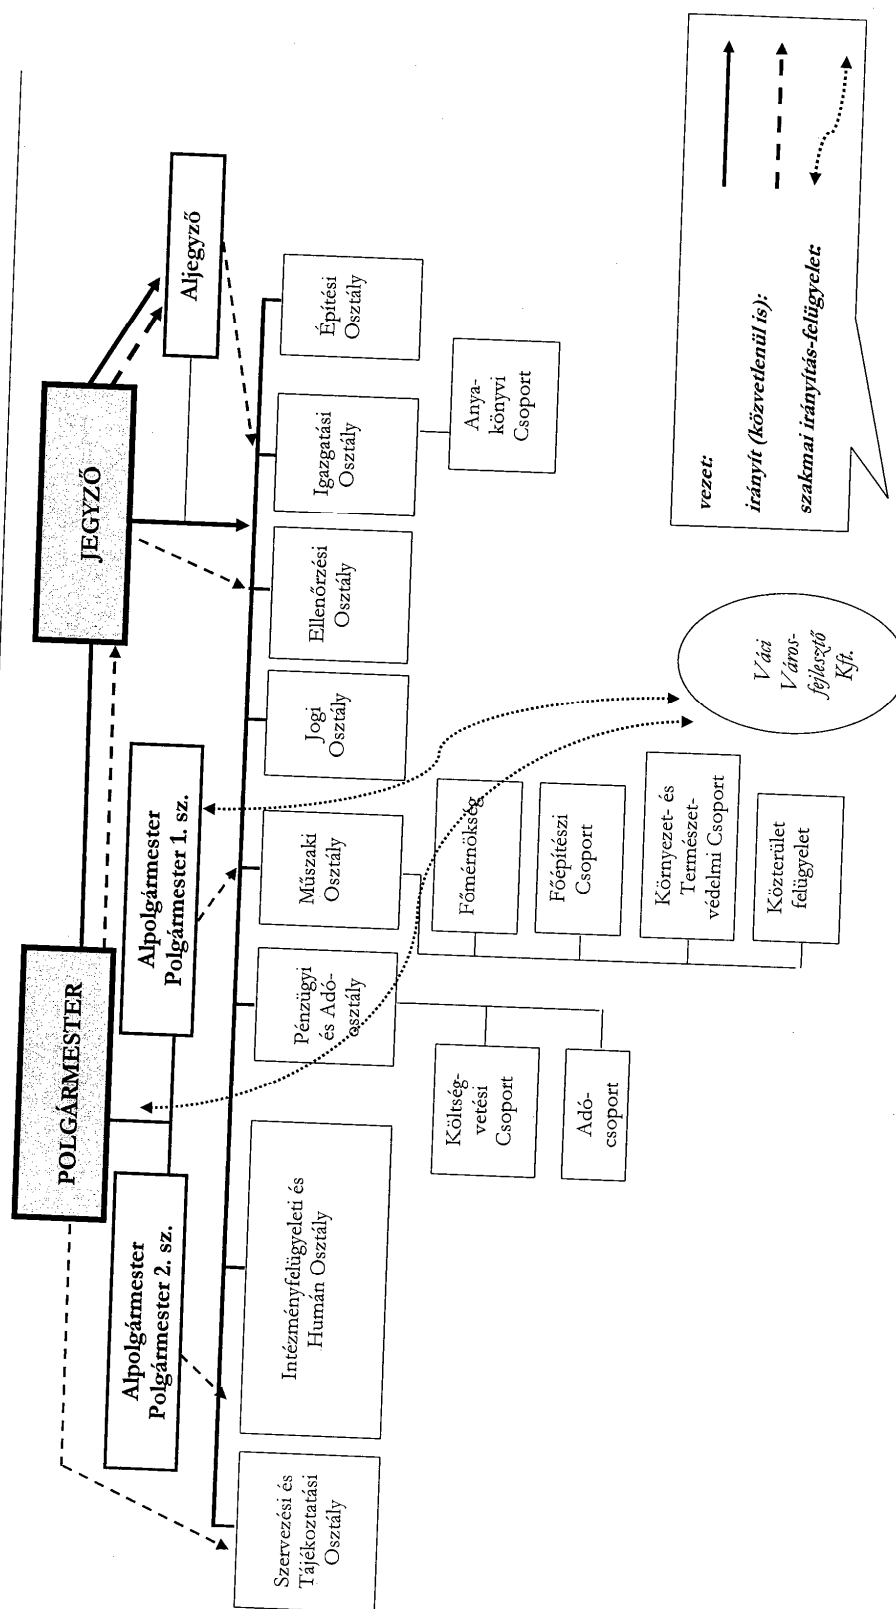 POLGÁRMESTER
JEGYZŐ
Alpolgármester
Polgármester 2. sz.
Alpolgármester
Polgármester 1. sz.
Aljegyző
Szervezési és
Tájékoztatási
Osztály
Intézményfelügyeleti és
Humán Osztály
Pénzügyi
és Adó-
osztály
Műszaki
Osztály
Jogi
Osztály
Ellenőrzési
Osztály
Igazgatási
Osztály
Építési
Osztály
Költség-
vetési
Csoport
Adó-
csoport
Főmérnökség
Főépítészi
Csoport
Környezet- és
Természet-
védelmi Csoport
Közterület
felügyelet
Anya-
könyvi
Csoport
Váci
Város-
fejlesztő
Kft.
vezet:
irányít (közvetlenül is):
szakmai irányítás-felügyelet: